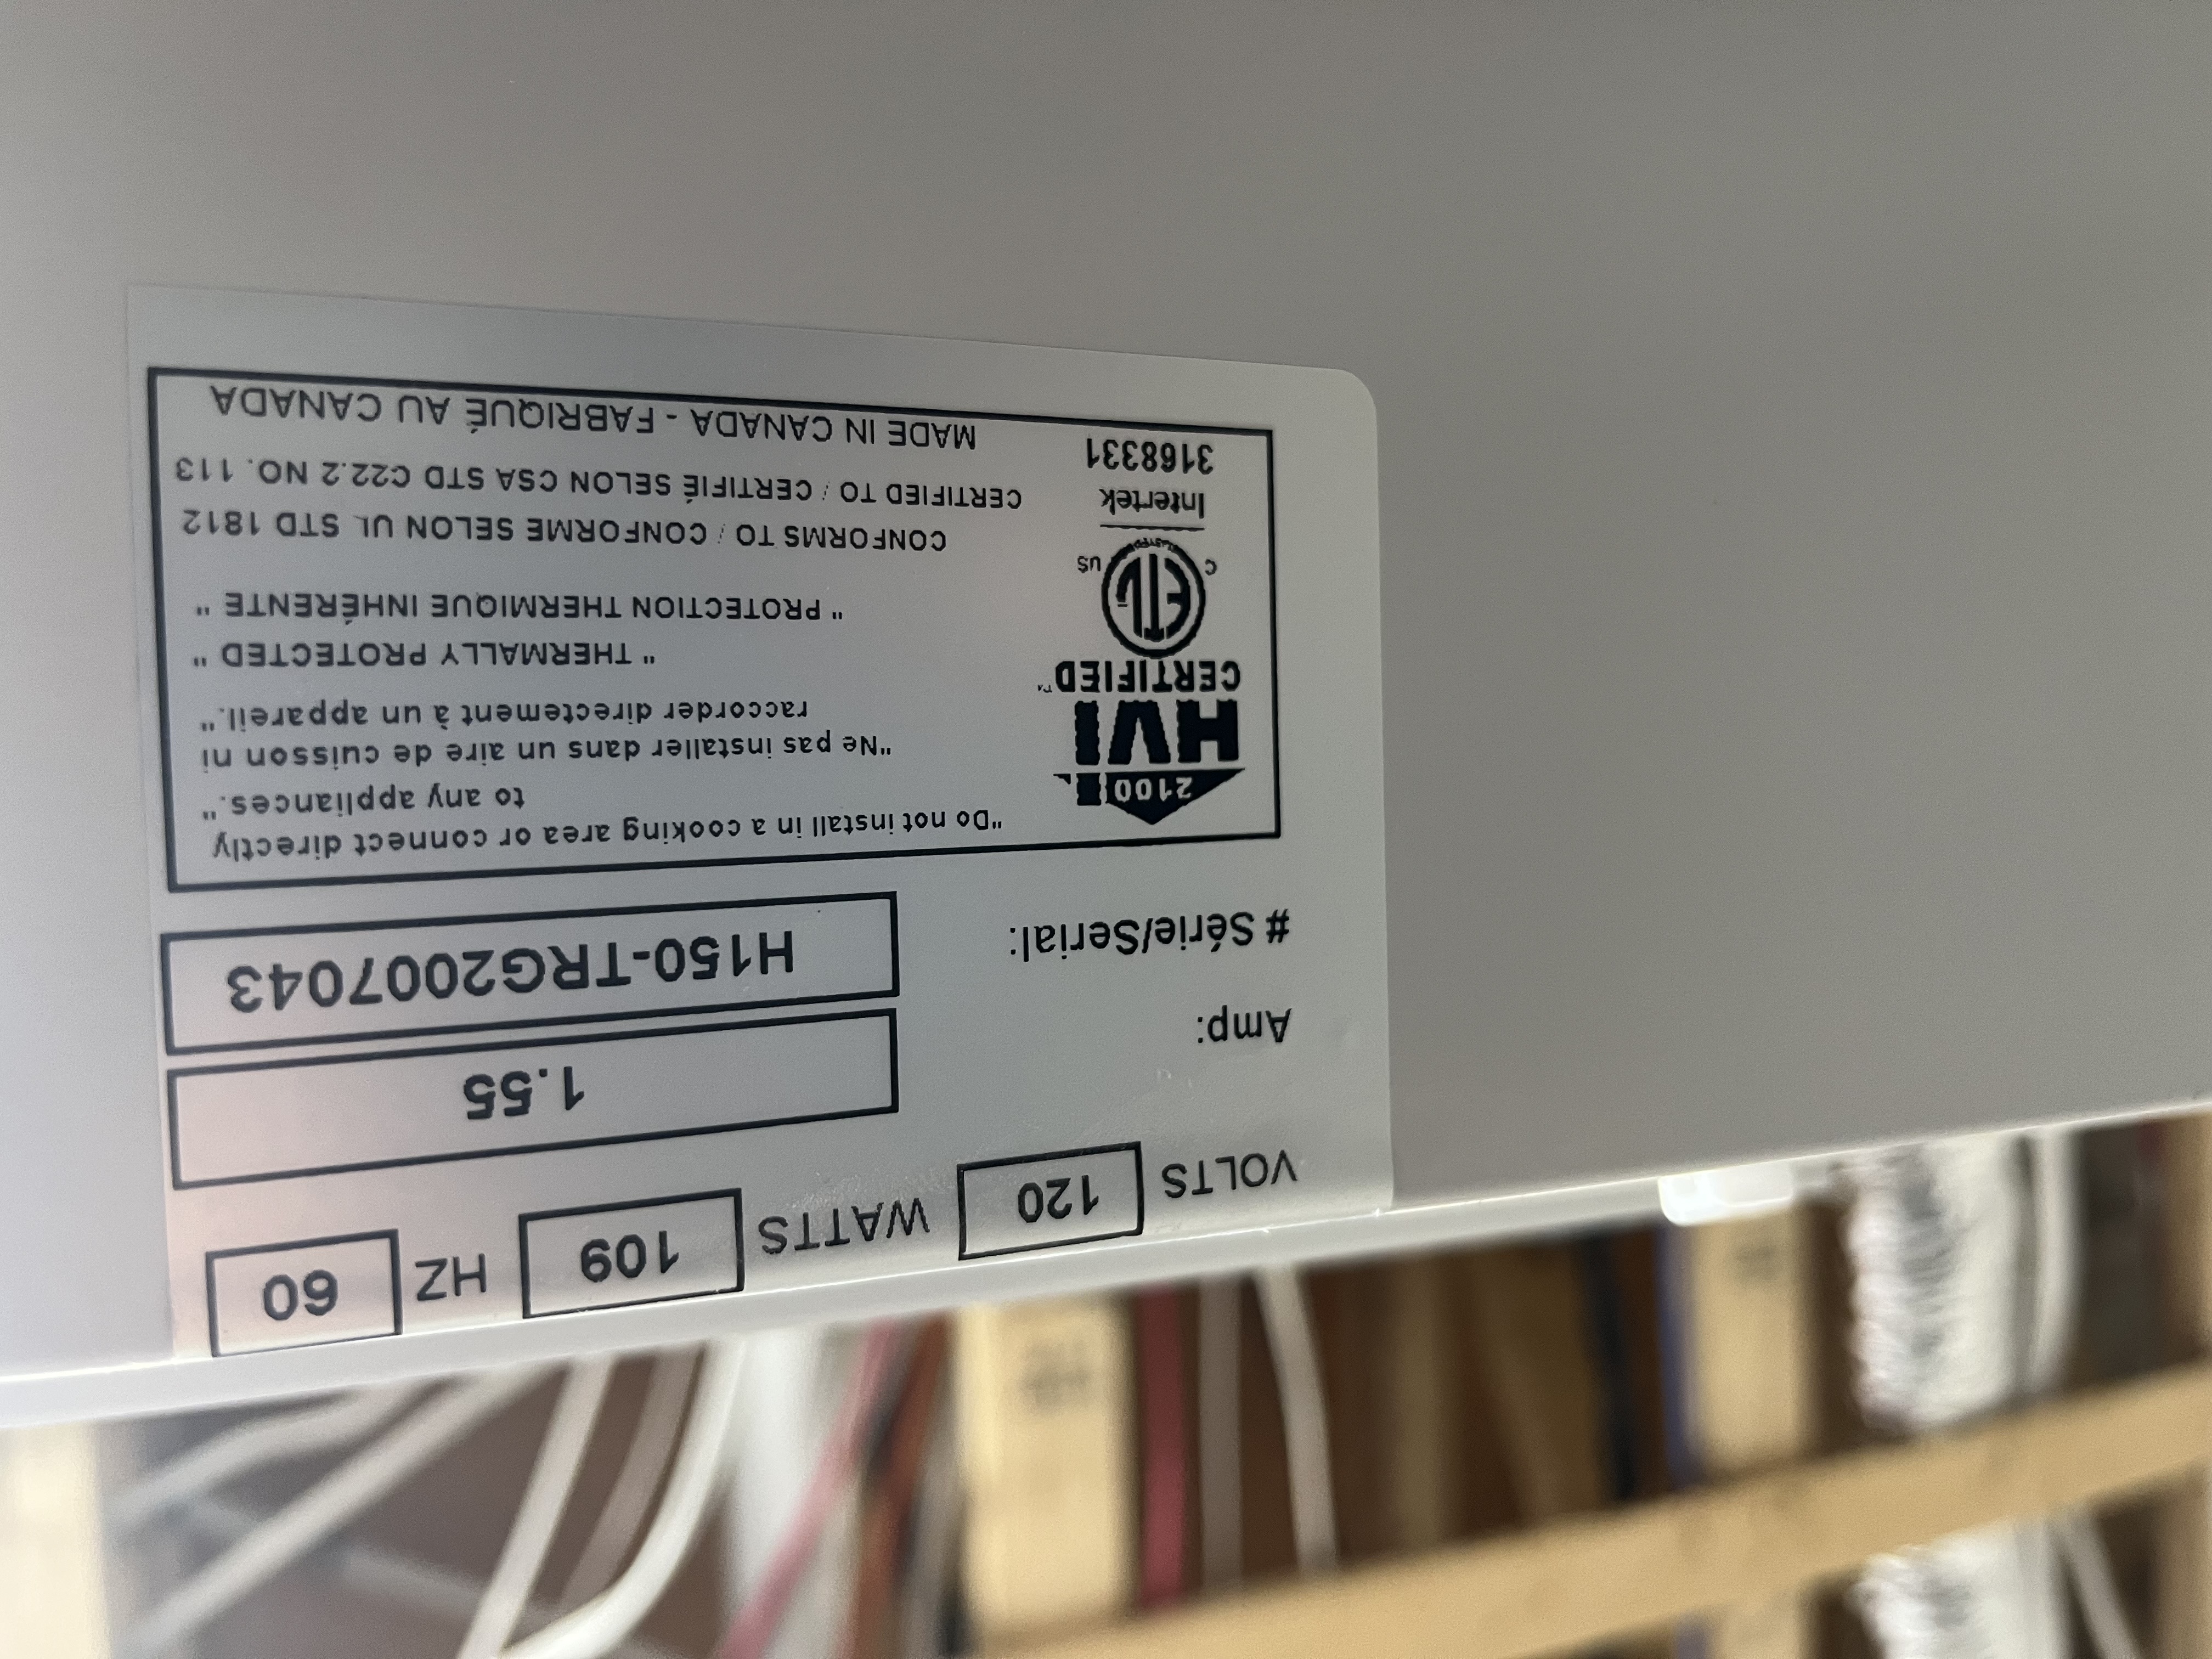 VOLTS 120 WATTS 109 HZ 60
Amp: 1.55
# Série/Serial: H150-TRG2007043
"Do not install in a cooking area or connect directly
to any appliances."
"Ne pas installer dans un aire de cuisson ni
raccorder directement à un appareil."
" THERMALLY PROTECTED "
" PROTECTION THERMIQUE INHÉRENTE "
CONFORMS TO / CONFORME SELON UL STD 1812
CERTIFIED TO / CERTIFIÉ SELON CSA STD C22.2 NO. 113
MADE IN CANADA - FABRIQUÉ AU CANADA
2100
HVI
CERTIFIED™
C ETL US
Intertek
3168331